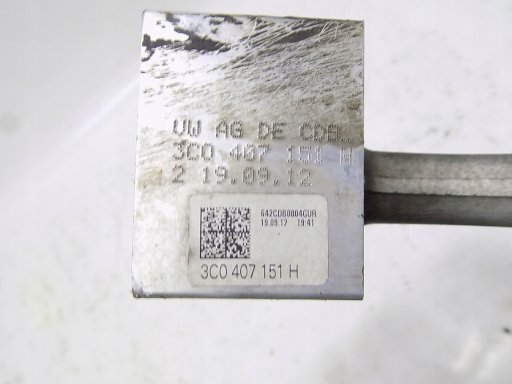 VW AG DE CDS
3C0 407 151 H
2 19.09.12
642CDB0004GUR
19.09.12 19:41
3C0 407 151 H